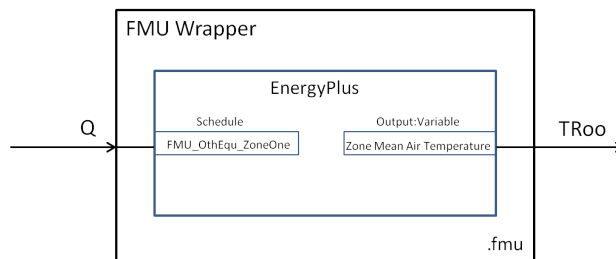 FMU Wrapper
EnergyPlus
Schedule
Output:Variable
Q
TRoo
FMU_OthEqu_ZoneOne
Zone Mean Air Temperature
.fmu